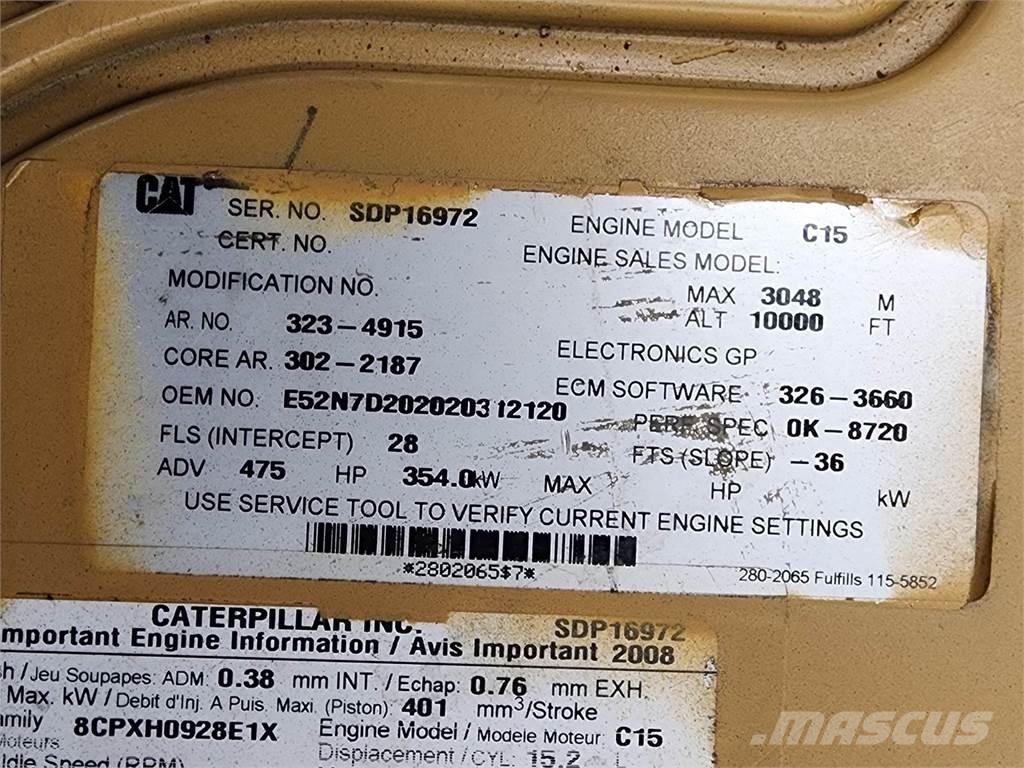 CAT SER. NO. SDP16972 ENGINE MODEL C15
CERT. NO. ENGINE SALES MODEL:
MODIFICATION NO. MAX 3048 M
AR. NO. 323-4915 ALT 10000 FT
CORE AR. 302-2187 ELECTRONICS GP
OEM NO. E52N7D202020312120 ECM SOFTWARE 326-3660
PERF SPEC 0K-8720
FLS (INTERCEPT) 28 FTS (SLOPE) -36
ADV 475 HP 354.0kW MAX HP kW
USE SERVICE TOOL TO VERIFY CURRENT ENGINE SETTINGS
*2802065$7*
280-2065 Fulfills 115-5852
CATERPILLAR INC. SDP16972
mportant Engine Information / Avis Important 2008
h / Jeu Soupapes: ADM: 0.38 mm INT. / Echap: 0.76 mm EXH.
Max. kW / Debit d'Inj. A Puis. Maxi. (Piston): 401 mm³/Stroke
amily 8CPXH0928E1X Engine Model / Modele Moteur: C15
Moteurs Displacement / CYL: 15.2 L
Idle Speed (RPM)
MASCUS